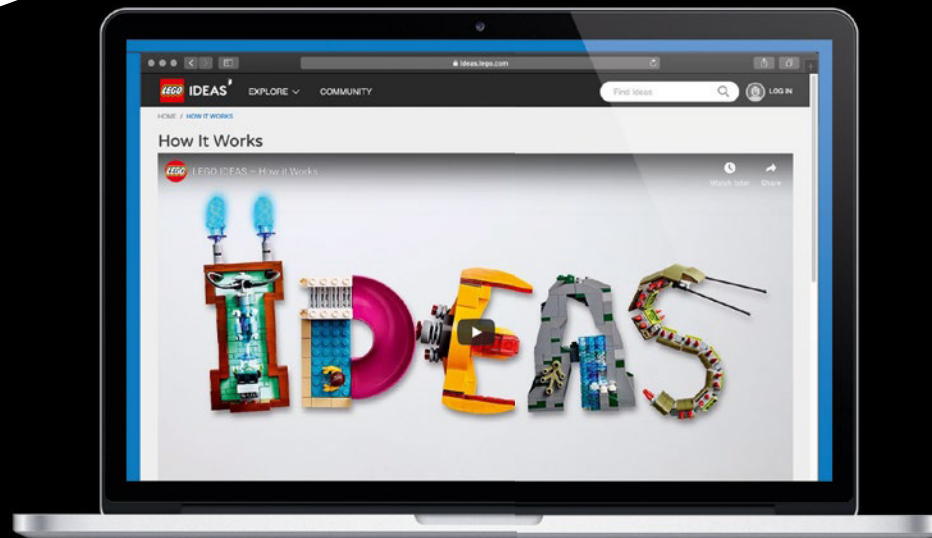 ideas.lego.com
LEGO IDEAS EXPLORE COMMUNITY Find Ideas LOG IN
HOME / HOW IT WORKS
How It Works
LEGO LEGO IDEAS – How it Works
Watch later Share
IDEAS